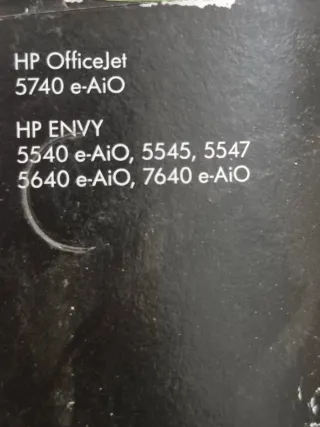 HP OfficeJet
5740 e-AiO
HP ENVY
5540 e-AiO, 5545, 5547
5640 e-AiO, 7640 e-AiO